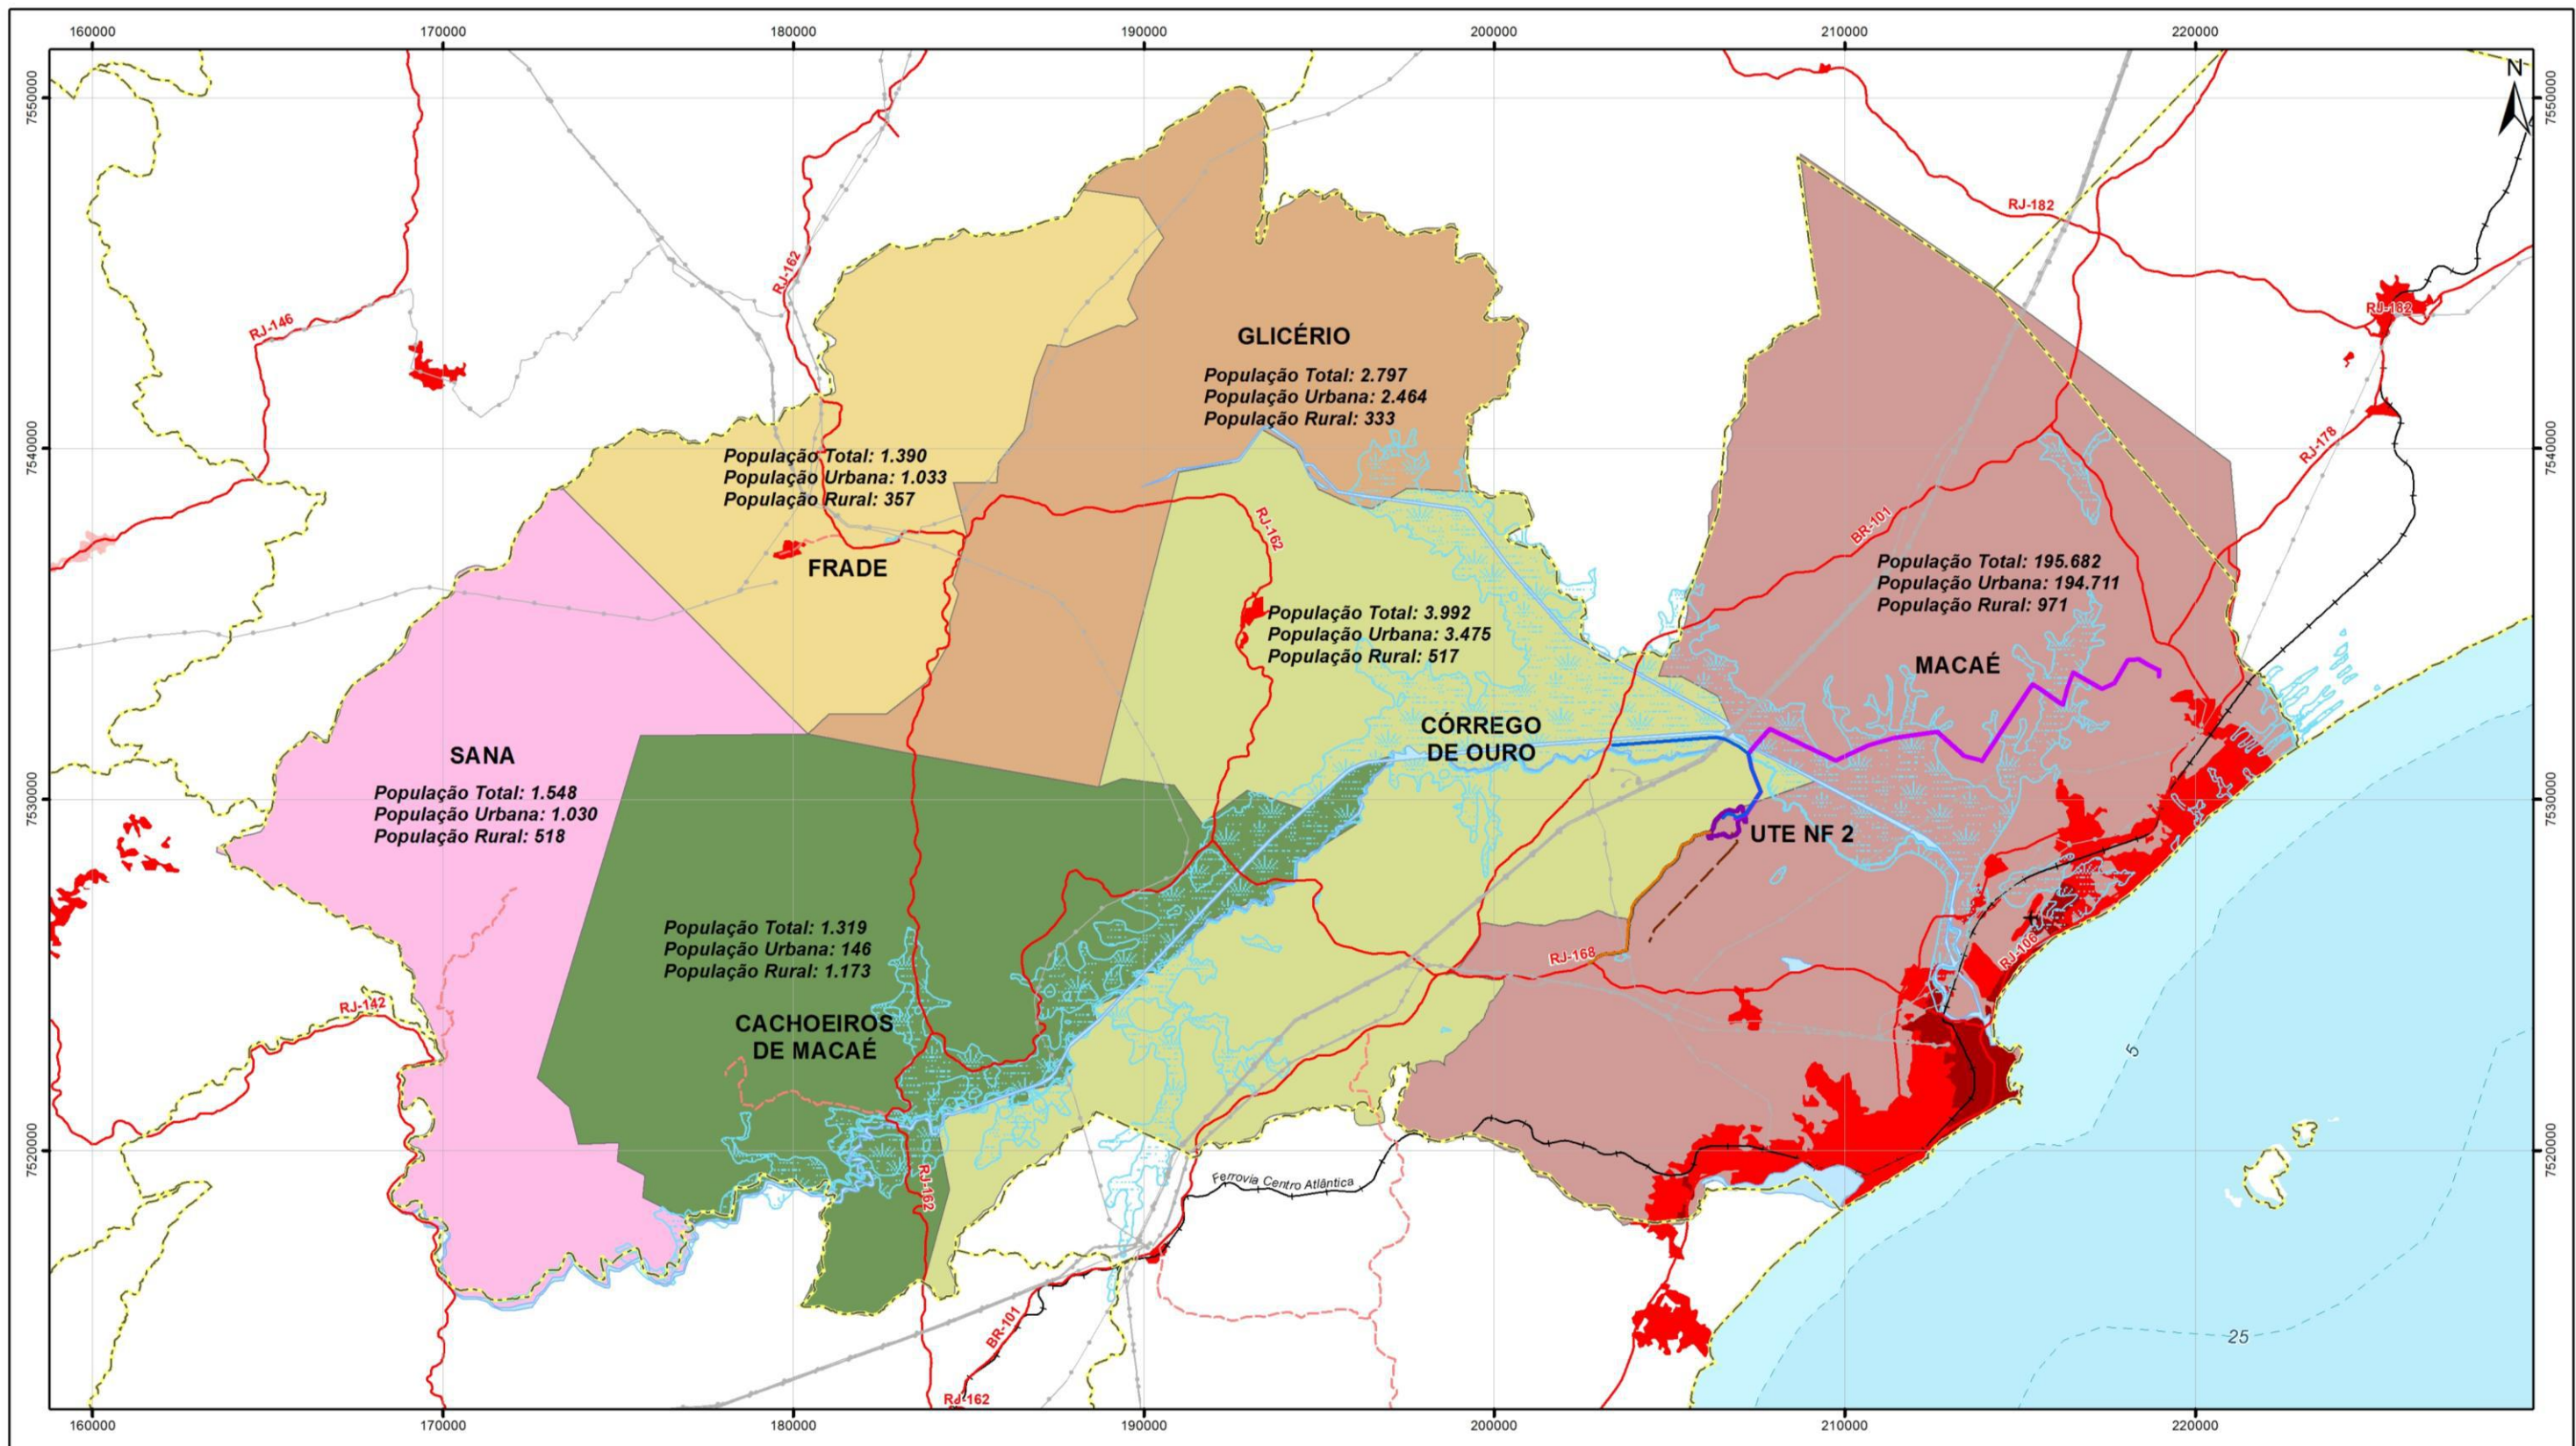 160000
170000
180000
190000
200000
210000
220000
7550000
7550000
N
RJ-182
RJ-162
RJ-146
RJ-182
GLICÉRIO
População Total: 2.797
População Urbana: 2.464
População Rural: 333
7540000
7540000
RJ-178
População Total: 1.390
População Urbana: 1.033
População Rural: 357
FRADE
RJ-162
BR-101
População Total: 195.682
População Urbana: 194.711
População Rural: 971
MACAÉ
População Total: 3.992
População Urbana: 3.475
População Rural: 517
CÓRREGO
DE OURO
SANA
População Total: 1.548
População Urbana: 1.030
População Rural: 518
7530000
7530000
UTE NF 2
População Total: 1.319
População Urbana: 146
População Rural: 1.173
CACHOEIROS
DE MACAÉ
RJ-168
RJ-106
RJ-142
5
7520000
7520000
RJ-162
Ferrovia Centro Atlântica
BR-101
25
RJ-162
160000
170000
180000
190000
200000
210000
220000